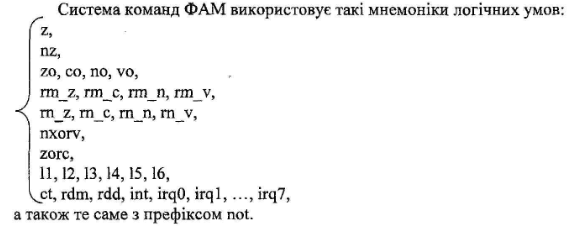 Система команд ФАМ використовує такі мнемоніки логічних умов:
z,
nz,
zo, co, no, vo,
rm_z, rm_c, rm_n, rm_v,
rn_z, rn_c, rn_n, rn_v,
nxorv,
zorc,
l1, l2, l3, l4, l5, l6,
ct, rdm, rdd, int, irq0, irq1, ..., irq7,
а також те саме з префіксом not.